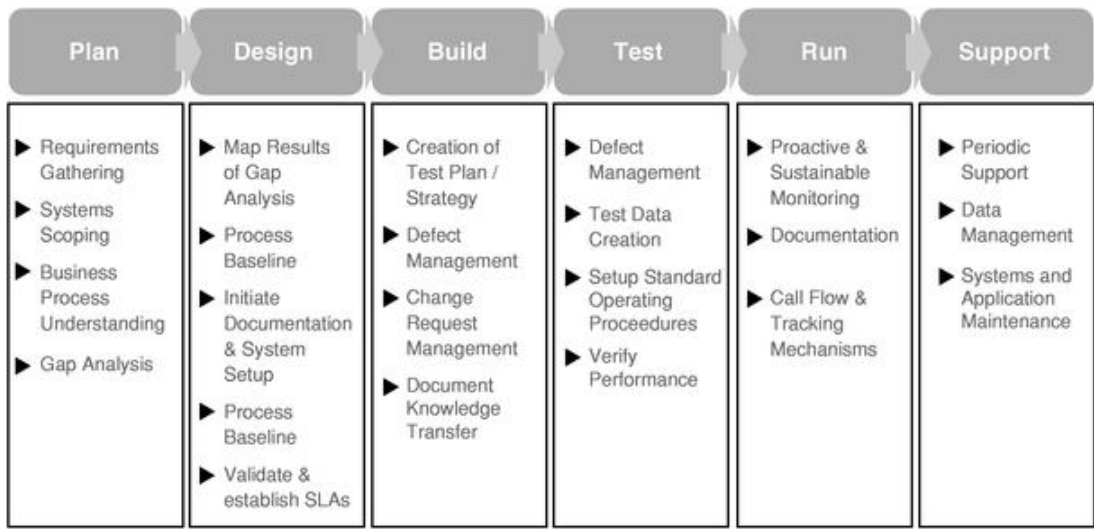 Plan
Design
Build
Test
Run
Support
Requirements
Gathering
Systems
Scoping
Business
Process
Understanding
Gap Analysis
Map Results
of Gap
Analysis
Process
Baseline
Initiate
Documentation
& System
Setup
Process
Baseline
Validate &
establish SLAs
Creation of
Test Plan /
Strategy
Defect
Management
Change
Request
Management
Document
Knowledge
Transfer
Defect
Management
Test Data
Creation
Setup Standard
Operating
Proceedures
Verify
Performance
Proactive &
Sustainable
Monitoring
Documentation
Call Flow &
Tracking
Mechanisms
Periodic
Support
Data
Management
Systems and
Application
Maintenance